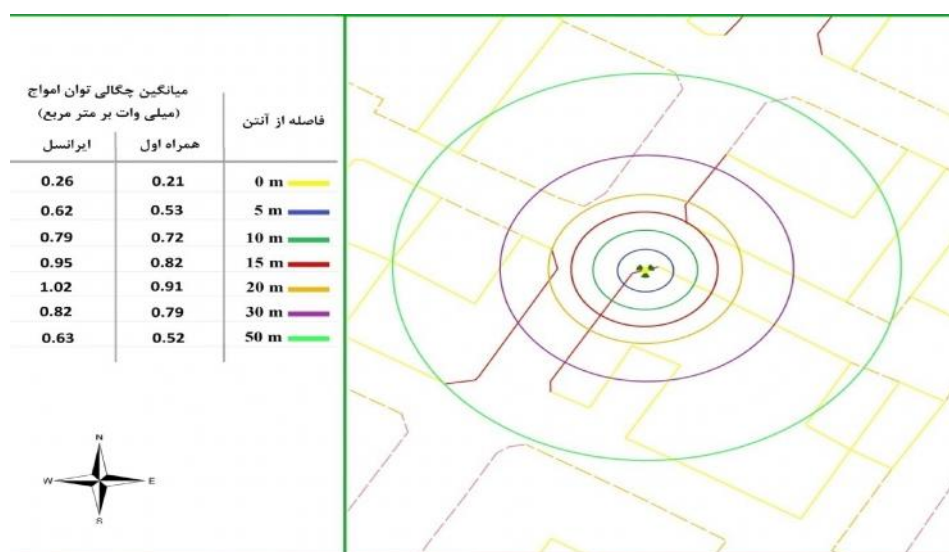 میانگین چگالی توان امواج
(میلی وات بر متر مربع)
فاصله از آنتن
همراه اول
ایرانسل
0 m 0.21 0.26
5 m 0.53 0.62
10 m 0.72 0.79
15 m 0.82 0.95
20 m 0.91 1.02
30 m 0.79 0.82
50 m 0.52 0.63
N
W E
S